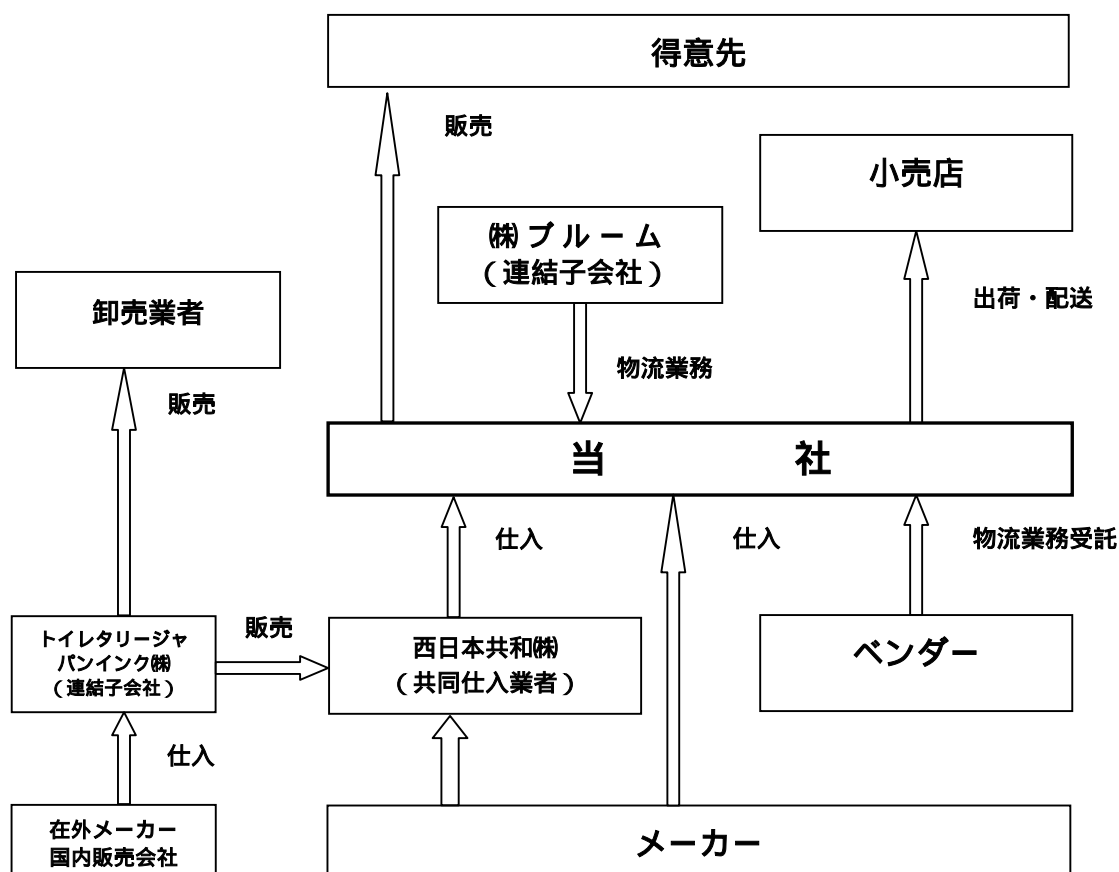 得意先
販売
小売店
㈱ ブ ル ー ム
（連結子会社）
出荷・配送
卸売業者
物流業務
販売
当 社
仕入
仕入
物流業務受託
販売
トイレタリージャ
パンインク㈱
（連結子会社）
西日本共和㈱
（共同仕入業者）
ベンダー
仕入
在外メーカー
国内販売会社
メーカー